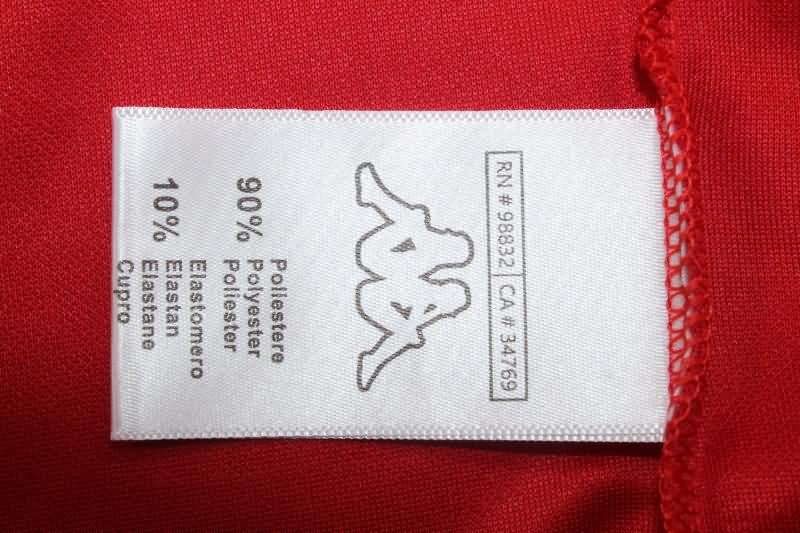 RN # 98832 CA # 34769
90% Poliestere
Polyester
Poliester
10% Elastomero
Elastan
Elastane
Cupro